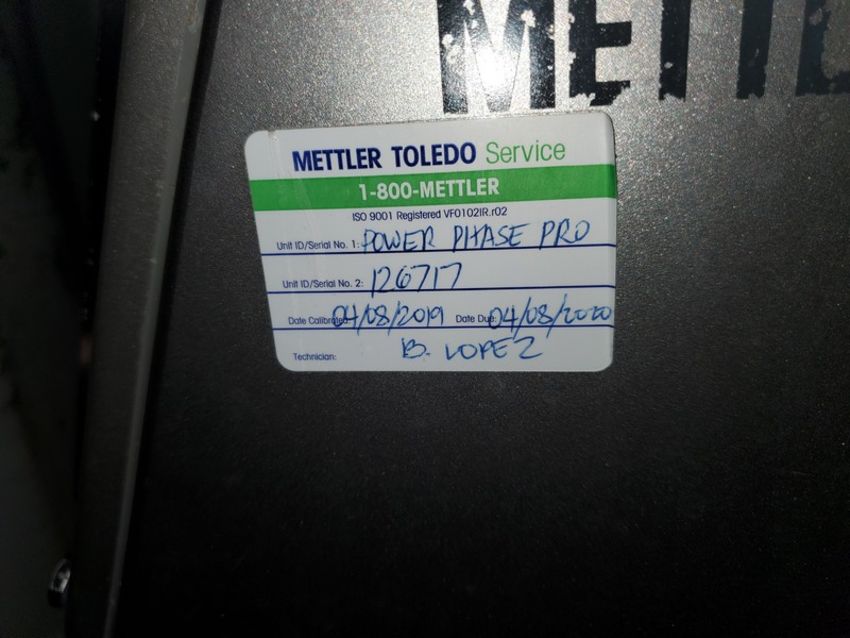 METTL
METTLER TOLEDO Service
1-800-METTLER
ISO 9001 Registered VF0102IR.r02
Unit ID/Serial No. 1: POWER PHASE PRO
Unit ID/Serial No. 2: 126717
Date Calibrated 04/08/2019 Date Due: 04/08/2020
Technician: B. LOPEZ